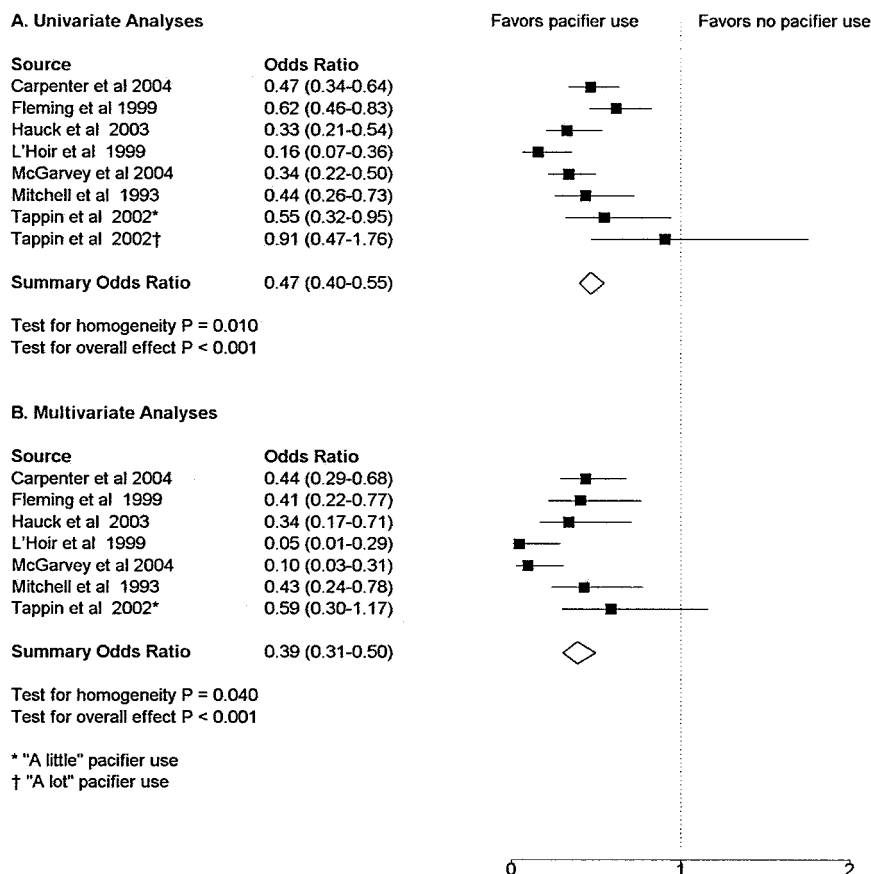 A. Univariate Analyses Favors pacifier use Favors no pacifier use
Source Odds Ratio
Carpenter et al 2004 0.47 (0.34-0.64)
Fleming et al 1999 0.62 (0.46-0.83)
Hauck et al 2003 0.33 (0.21-0.54)
L'Hoir et al 1999 0.16 (0.07-0.36)
McGarvey et al 2004 0.34 (0.22-0.50)
Mitchell et al 1993 0.44 (0.26-0.73)
Tappin et al 2002* 0.55 (0.32-0.95)
Tappin et al 2002† 0.91 (0.47-1.76)
Summary Odds Ratio 0.47 (0.40-0.55)
Test for homogeneity P = 0.010
Test for overall effect P < 0.001
B. Multivariate Analyses
Source Odds Ratio
Carpenter et al 2004 0.44 (0.29-0.68)
Fleming et al 1999 0.41 (0.22-0.77)
Hauck et al 2003 0.34 (0.17-0.71)
L'Hoir et al 1999 0.05 (0.01-0.29)
McGarvey et al 2004 0.10 (0.03-0.31)
Mitchell et al 1993 0.43 (0.24-0.78)
Tappin et al 2002* 0.59 (0.30-1.17)
Summary Odds Ratio 0.39 (0.31-0.50)
Test for homogeneity P = 0.040
Test for overall effect P < 0.001
* "A little" pacifier use
† "A lot" pacifier use
0 1 2